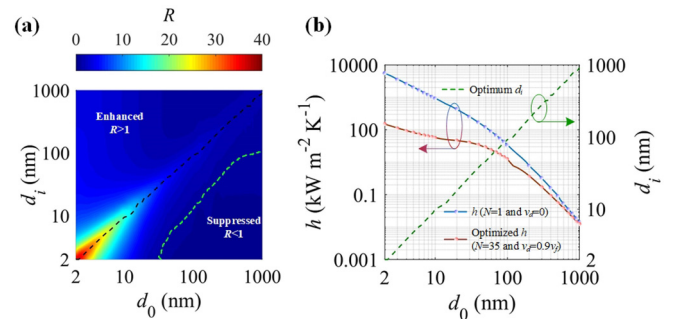 (a)
R
0 10 20 30 40
1000
100
10
2
d_i (nm)
Enhanced
R>1
Suppressed
R<1
2 10 100 1000
d_0 (nm)
(b)
10000
100
0.1
0.001
h (kW m^-2 K^-1)
Optimum d_i
h (N=1 and v_d=0)
Optimized h
(N=35 and v_d=0.9v_f)
1000
100
10
2
d_i (nm)
2 10 100 1000
d_0 (nm)